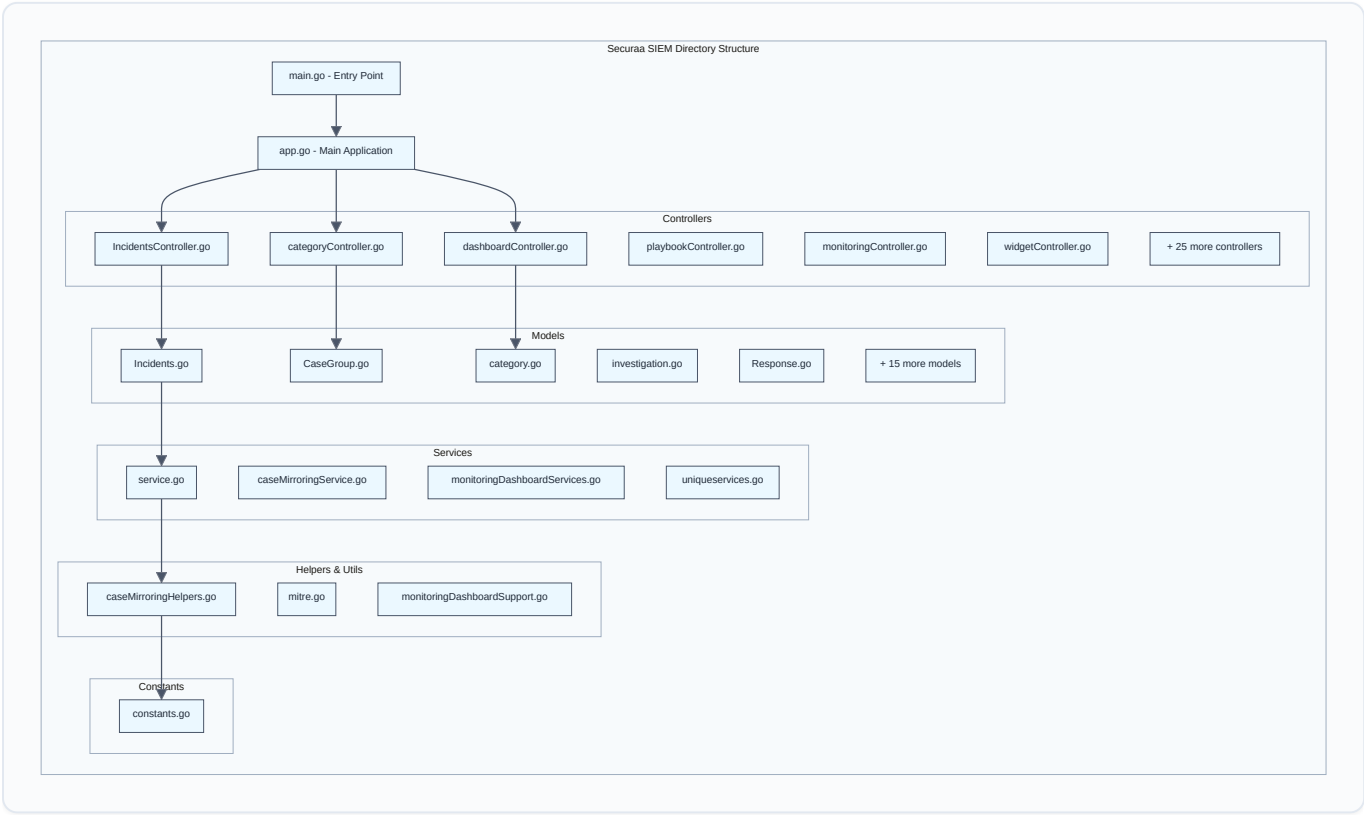 Securaa SIEM Directory Structure
main.go - Entry Point
app.go - Main Application
Controllers
IncidentsController.go
categoryController.go
dashboardController.go
playbookController.go
monitoringController.go
widgetController.go
+ 25 more controllers
Models
Incidents.go
CaseGroup.go
category.go
investigation.go
Response.go
+ 15 more models
Services
service.go
caseMirroringService.go
monitoringDashboardServices.go
uniqueservices.go
Helpers & Utils
caseMirroringHelpers.go
mitre.go
monitoringDashboardSupport.go
Constants
constants.go